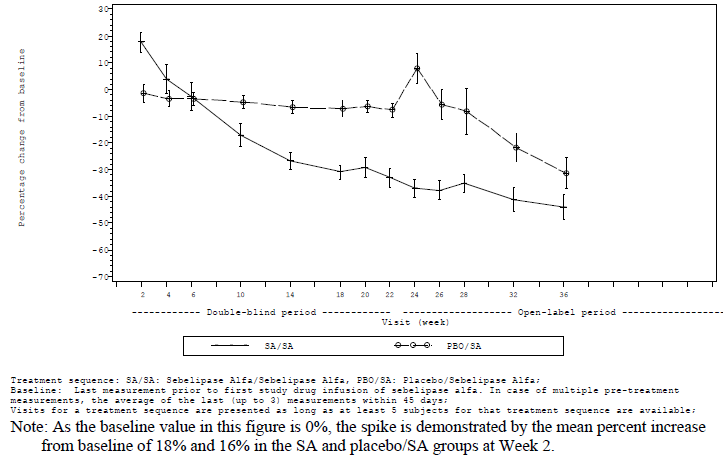 30
20
10
0
-10
-20
-30
-40
-50
-60
-70
Percentage change from baseline
2 4 6 10 14 18 20 22 24 26 28 32 36
------------ Double-blind period ------------ ------------------- Open-label period -------------------
Visit (week)
SA/SA PBO/SA
Treatment sequence: SA/SA: Sebelipase Alfa/Sebelipase Alfa, PBO/SA: Placebo/Sebelipase Alfa;
Baseline: Last measurement prior to first study drug infusion of sebelipase alfa. In case of multiple pre-treatment
measurements, the average of the last (up to 3) measurements within 45 days;
Visits for a treatment sequence are presented as long as at least 5 subjects for that treatment sequence are available;
Note: As the baseline value in this figure is 0%, the spike is demonstrated by the mean percent increase
from baseline of 18% and 16% in the SA and placebo/SA groups at Week 2.